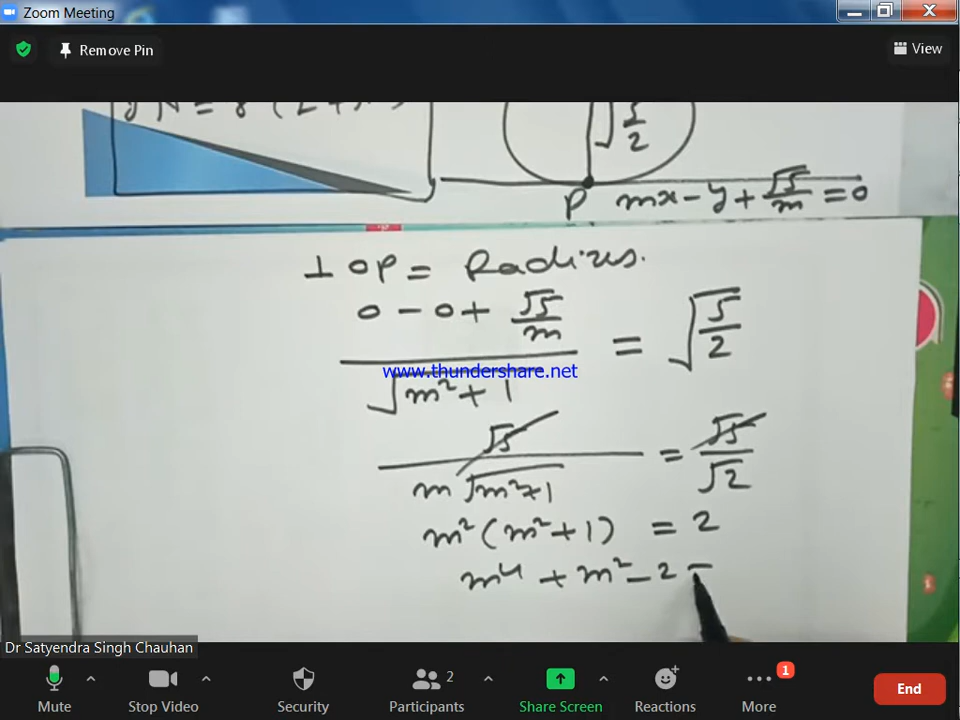 Zoom Meeting
Remove Pin
View
√5/2
P mx - y + √5/m = 0
⊥ OP = Radius.
0 - 0 + √5/m / √m²+1 = √5/2
www.thundershare.net
√5 / m √m²+1 = √5/√2
m² (m² + 1) = 2
m⁴ + m² - 2 =
Dr Satyendra Singh Chauhan
Mute
Stop Video
Security
2
Participants
Share Screen
Reactions
1
More
End